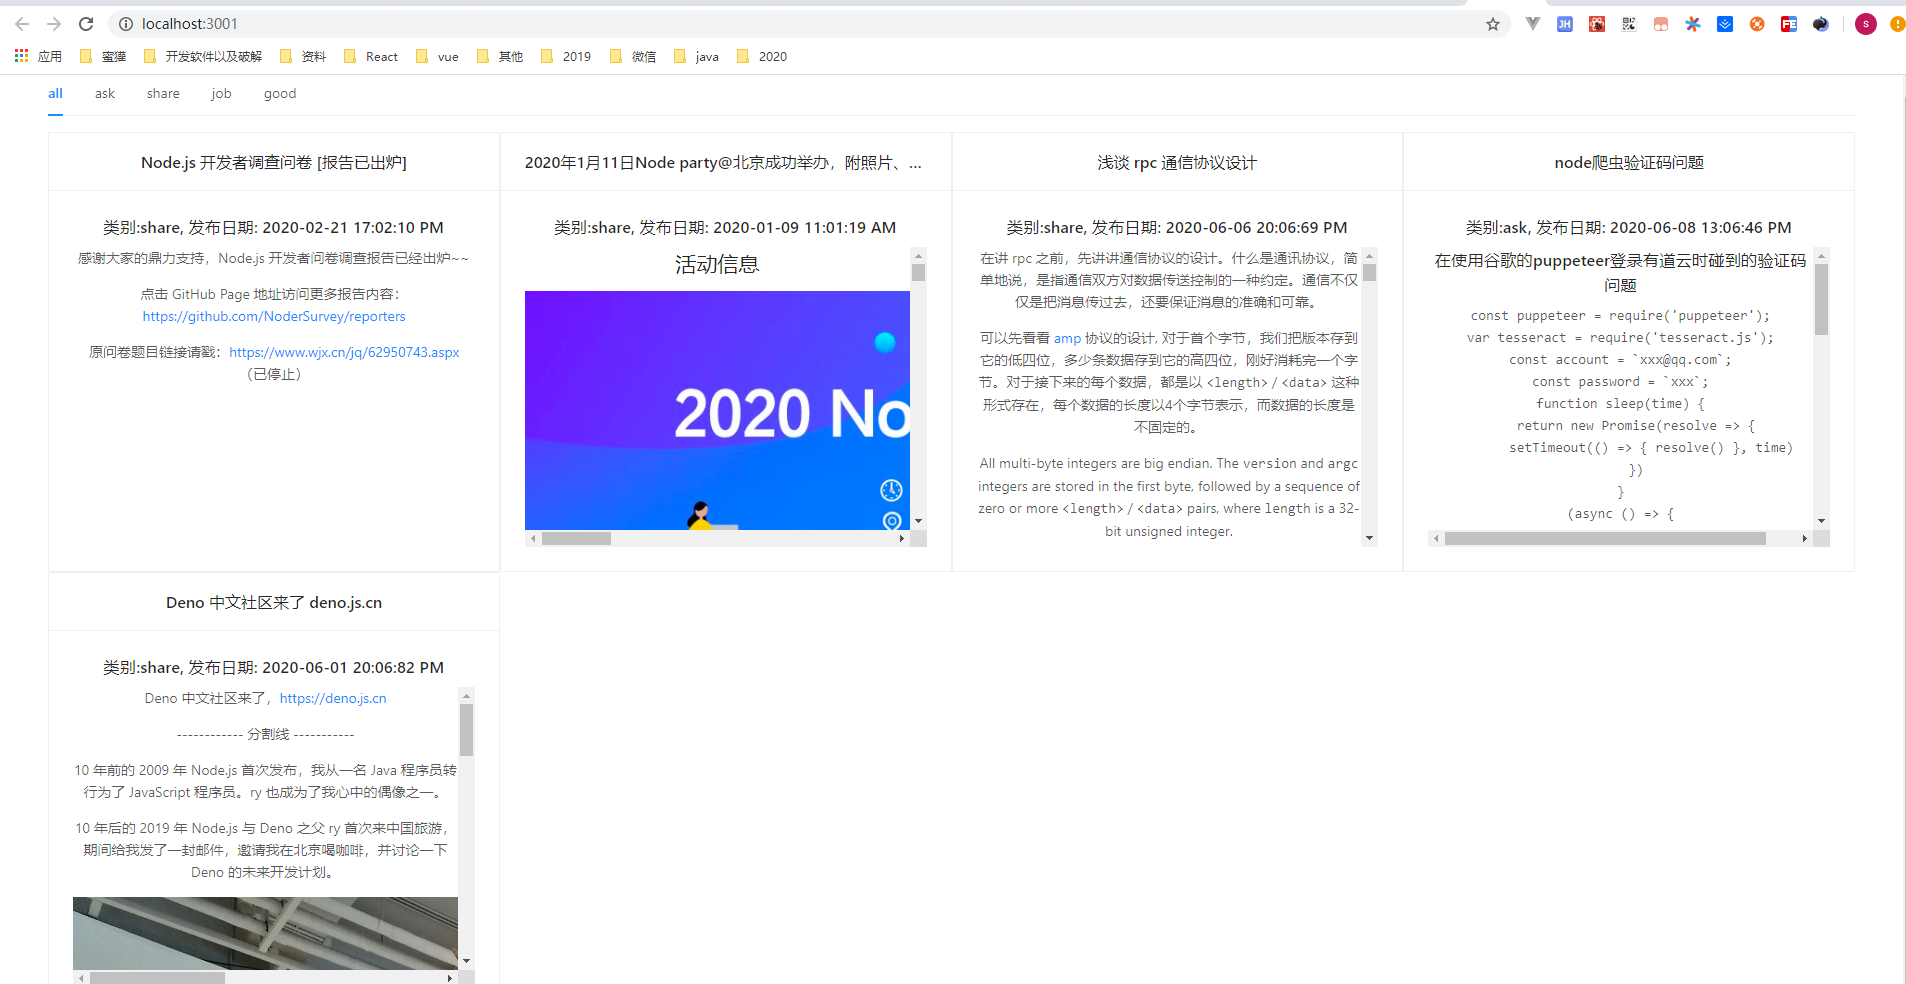 localhost:3001
JH
FE
s
应用 蜜獾 开发软件以及破解 资料 React vue 其他 2019 微信 java 2020
all ask share job good
Node.js 开发者调查问卷 [报告已出炉]
类别:share, 发布日期: 2020-02-21 17:02:10 PM
感谢大家的鼎力支持，Node.js 开发者问卷调查报告已经出炉~~
点击 GitHub Page 地址访问更多报告内容：
https://github.com/NoderSurvey/reporters
原问卷题目链接请戳：https://www.wjx.cn/jq/62950743.aspx
（已停止）
2020年1月11日Node party@北京成功举办，附照片、...
类别:share, 发布日期: 2020-01-09 11:01:19 AM
活动信息
2020 No
浅谈 rpc 通信协议设计
类别:share, 发布日期: 2020-06-06 20:06:69 PM
在讲 rpc 之前，先讲讲通信协议的设计。什么是通讯协议，简
单地说，是指通信双方对数据传送控制的一种约定。通信不仅
仅是把消息传过去，还要保证消息的准确和可靠。
可以先看看 amp 协议的设计, 对于首个字节，我们把版本存到
它的低四位，多少条数据存到它的高四位，刚好消耗完一个字
节。对于接下来的每个数据，都是以 <length> / <data> 这种
形式存在，每个数据的长度以4个字节表示，而数据的长度是
不固定的。
All multi-byte integers are big endian. The version and argc
integers are stored in the first byte, followed by a sequence of
zero or more <length> / <data> pairs, where length is a 32-
bit unsigned integer.
node爬虫验证码问题
类别:ask, 发布日期: 2020-06-08 13:06:46 PM
在使用谷歌的puppeteer登录有道云时碰到的验证码
问题
const puppeteer = require('puppeteer');
var tesseract = require('tesseract.js');
const account = `xxx@qq.com`;
const password = `xxx`;
function sleep(time) {
return new Promise(resolve => {
setTimeout(() => { resolve() }, time)
})
}
(async () => {
Deno 中文社区来了 deno.js.cn
类别:share, 发布日期: 2020-06-01 20:06:82 PM
Deno 中文社区来了，https://deno.js.cn
------------ 分割线 -----------
10 年前的 2009 年 Node.js 首次发布，我从一名 Java 程序员转
行为了 JavaScript 程序员。ry 也成为了我心中的偶像之一。
10 年后的 2019 年 Node.js 与 Deno 之父 ry 首次来中国旅游，
期间给我发了一封邮件，邀请我在北京喝咖啡，并讨论一下
Deno 的未来开发计划。